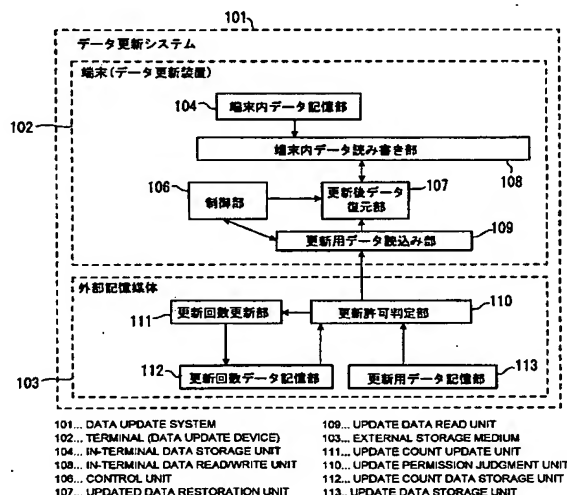 101
データ更新システム
端末(データ更新装置)
102
104
端末内データ記憶部
端末内データ読み書き部
108
106
制御部
更新後データ
復元部
107
更新用データ読込み部
109
外部記憶媒体
103
111
更新回数更新部
更新許可判定部
110
112
更新回数データ記憶部
更新用データ記憶部
113
101... DATA UPDATE SYSTEM
102... TERMINAL (DATA UPDATE DEVICE)
104... IN-TERMINAL DATA STORAGE UNIT
108... IN-TERMINAL DATA READ/WRITE UNIT
106... CONTROL UNIT
107... UPDATED DATA RESTORATION UNIT
109... UPDATE DATA READ UNIT
103... EXTERNAL STORAGE MEDIUM
111... UPDATE COUNT UPDATE UNIT
110... UPDATE PERMISSION JUDGMENT UNIT
112... UPDATE COUNT DATA STORAGE UNIT
113... UPDATE DATA STORAGE UNIT